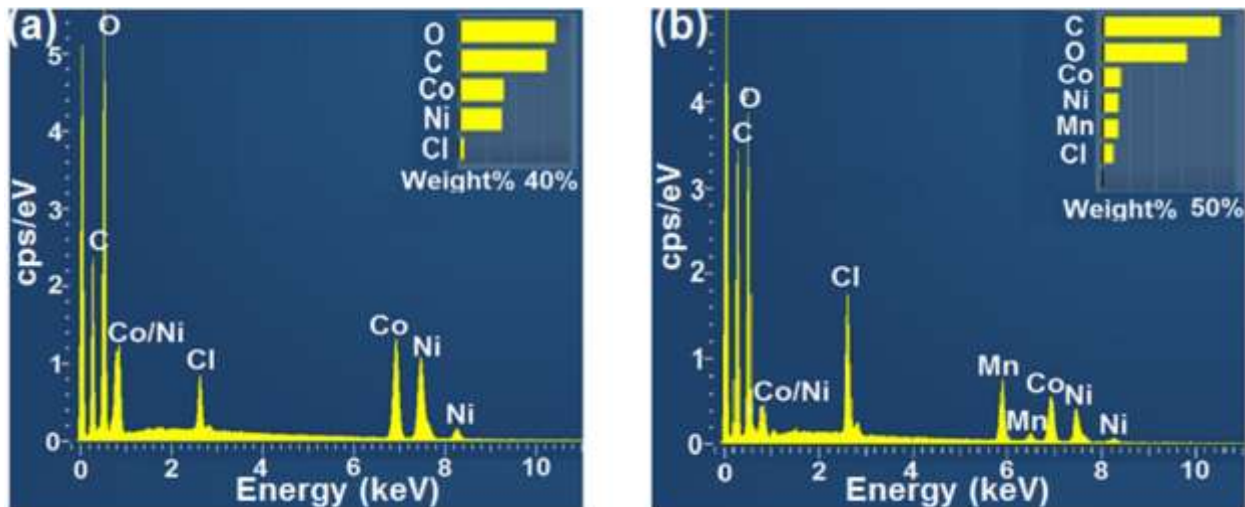 (a)
O
C
Co/Ni
Cl
Co
Ni
Ni
cps/eV
5
4
3
2
1
0
0 2 4 6 8 10
Energy (keV)
O
C
Co
Ni
Cl
Weight% 40%
(b)
O
C
Co/Ni
Cl
Mn
Mn
Co
Ni
Ni
cps/eV
4
3
2
1
0
0 2 4 6 8 10
Energy (keV)
C
O
Co
Ni
Mn
Cl
Weight% 50%